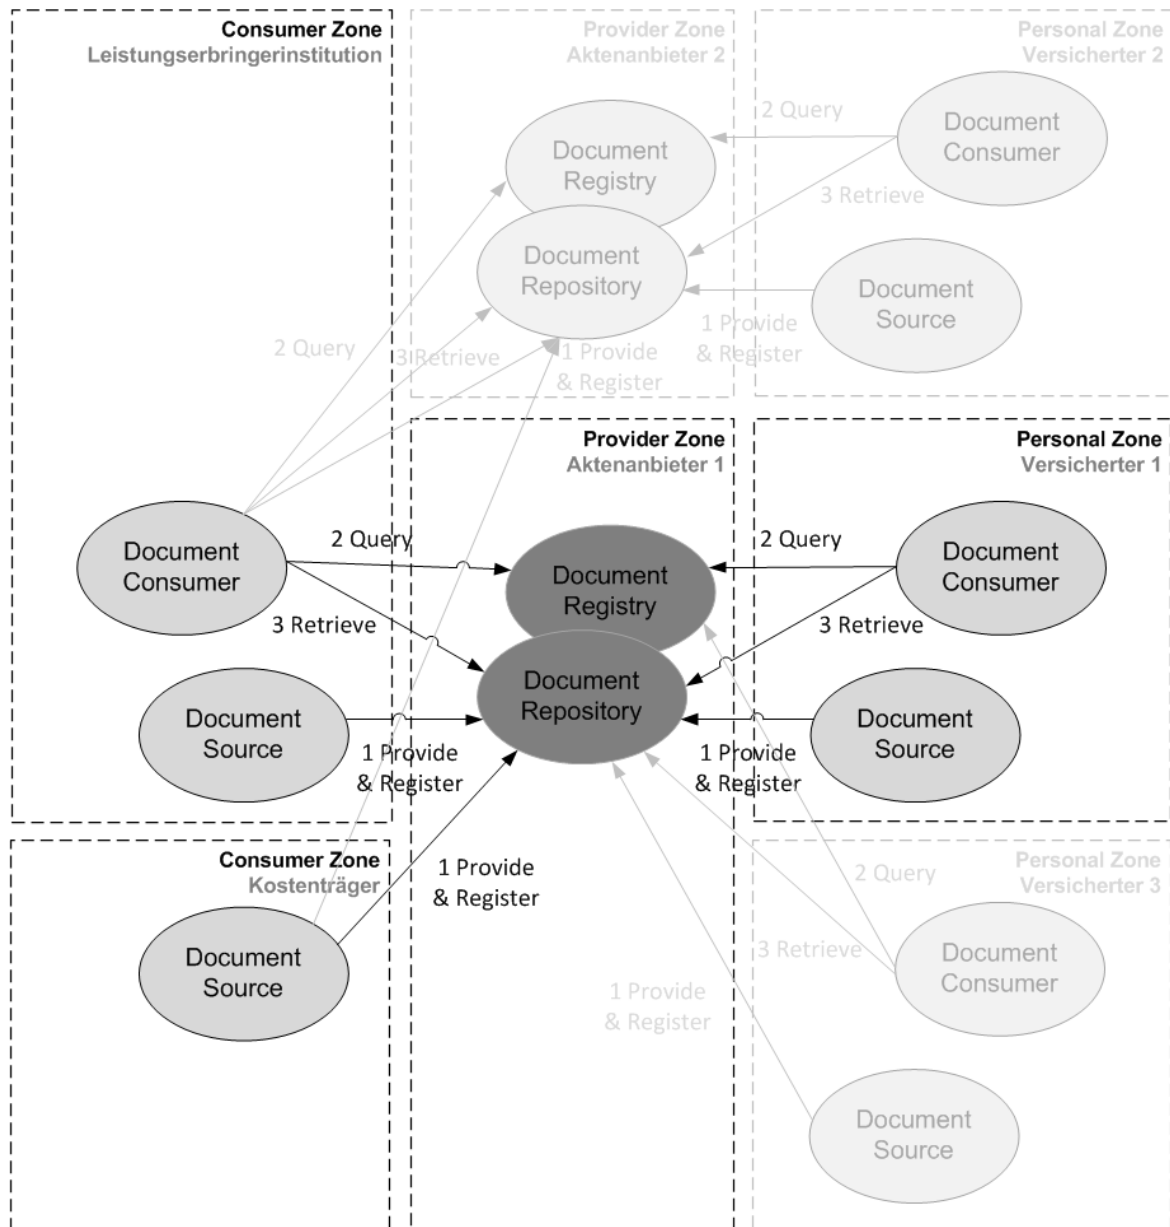 Consumer Zone
Leistungserbringerinstitution
Provider Zone
Aktenanbieter 2
Personal Zone
Versicherter 2
Document
Registry
Document
Repository
2 Query
3 Retrieve
Document
Consumer
Document
Source
1 Provide
& Register
2 Query
3 Retrieve
1 Provide
& Register
Provider Zone
Aktenanbieter 1
Personal Zone
Versicherter 1
Document
Consumer
2 Query
3 Retrieve
Document
Registry
Document
Repository
2 Query
3 Retrieve
Document
Consumer
Document
Source
1 Provide
& Register
1 Provide
& Register
Document
Source
Consumer Zone
Kostenträger
Document
Source
1 Provide
& Register
Personal Zone
Versicherter 3
2 Query
3 Retrieve
1 Provide
& Register
Document
Consumer
Document
Source